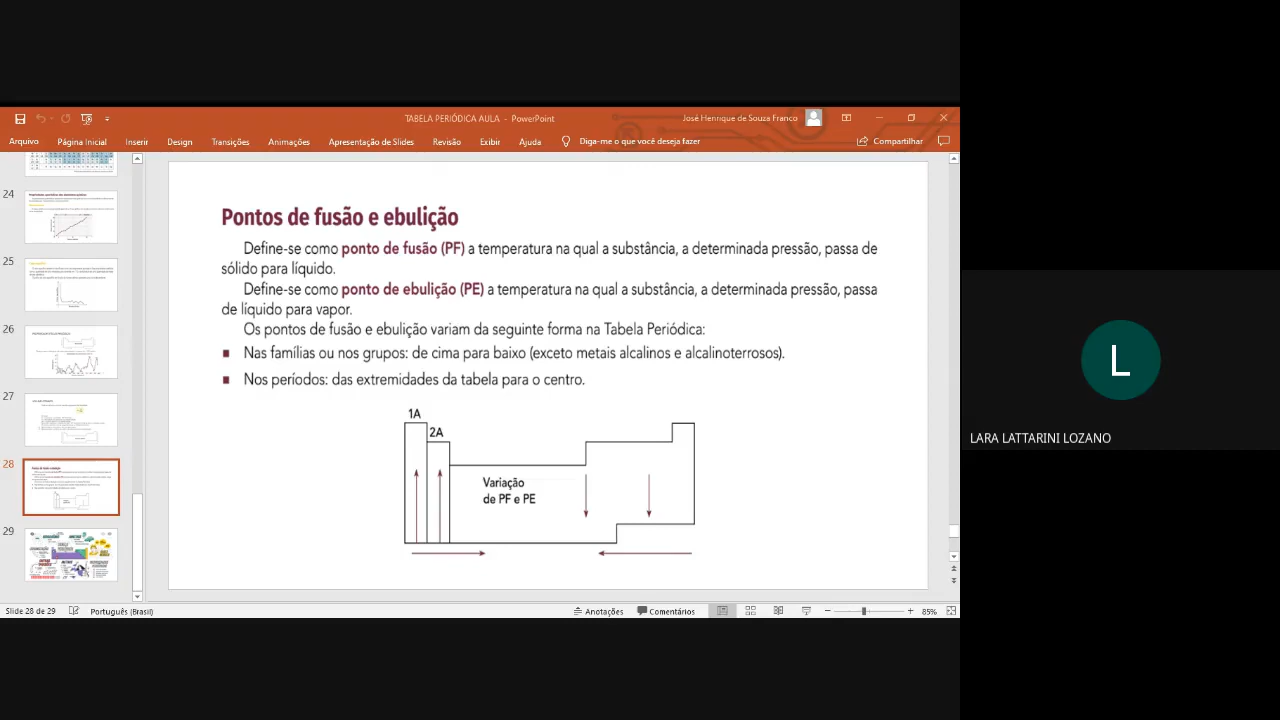 TABELA PERIÓDICA AULA - PowerPoint
José Henrique de Souza Franco
Arquivo Página Inicial Inserir Design Transições Animações Apresentação de Slides Revisão Exibir Ajuda Diga-me o que você deseja fazer Compartilhar
24
25
26
27
28
29
Pontos de fusão e ebulição
Define-se como ponto de fusão (PF) a temperatura na qual a substância, a determinada pressão, passa de
sólido para líquido.
Define-se como ponto de ebulição (PE) a temperatura na qual a substância, a determinada pressão, passa
de líquido para vapor.
Os pontos de fusão e ebulição variam da seguinte forma na Tabela Periódica:
Nas famílias ou nos grupos: de cima para baixo (exceto metais alcalinos e alcalinoterrosos).
Nos períodos: das extremidades da tabela para o centro.
1A
2A
Variação
de PF e PE
Slide 28 de 29 Português (Brasil) Anotações Comentários 85%
L
LARA LATTARINI LOZANO